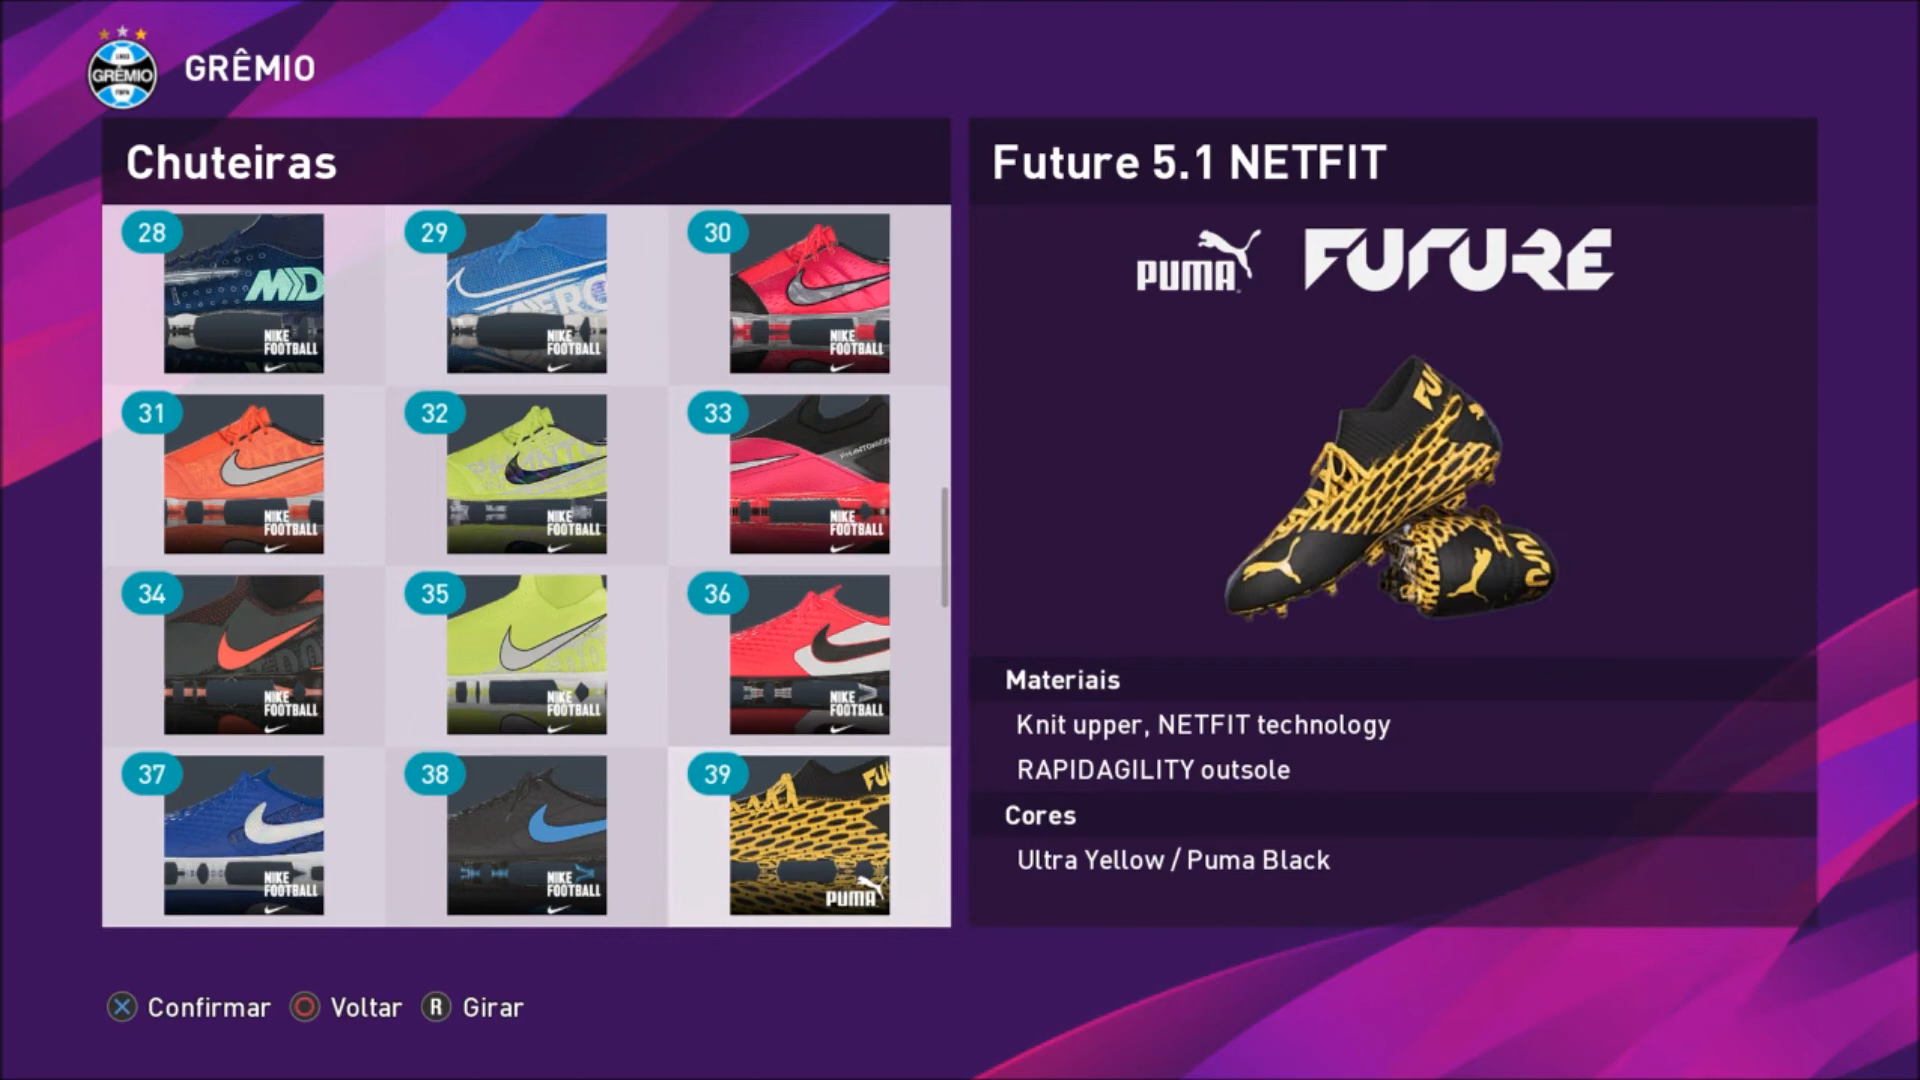 GRÊMIO
GRÊMIO
Chuteiras
28
MD
NIKE
FOOTBALL
29
NIKE
FOOTBALL
30
NIKE
FOOTBALL
31
NIKE
FOOTBALL
32
NIKE
FOOTBALL
33
NIKE
FOOTBALL
34
NIKE
FOOTBALL
35
NIKE
FOOTBALL
36
NIKE
FOOTBALL
37
NIKE
FOOTBALL
38
NIKE
FOOTBALL
39
FU
PUMA
Confirmar
Voltar
R Girar
Future 5.1 NETFIT
PUMA FUTURE
Materiais
Knit upper, NETFIT technology
RAPIDAGILITY outsole
Cores
Ultra Yellow / Puma Black